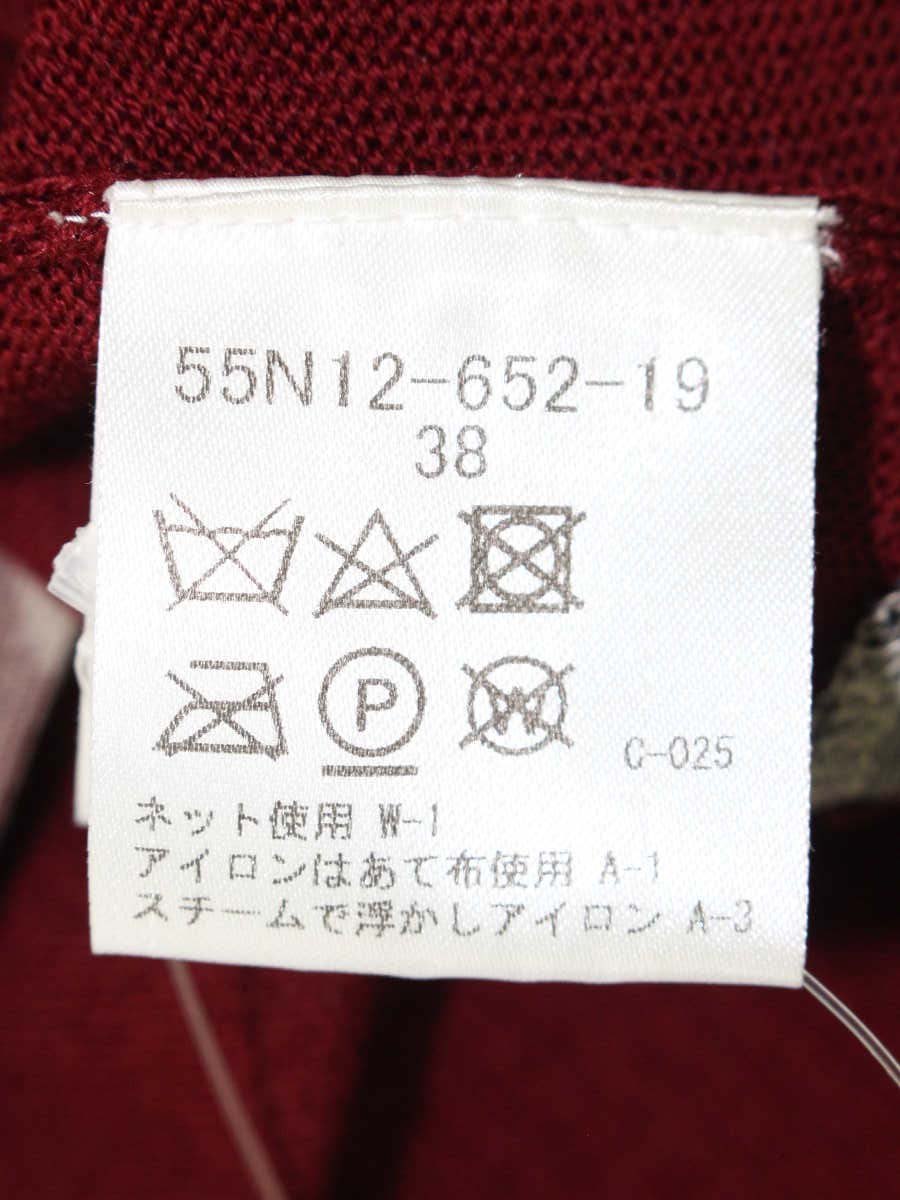 55N12-652-19
38
P
W
C-025
ネット使用 W-1
アイロンはあて布使用 A-1
スチームで浮かしアイロン A-3